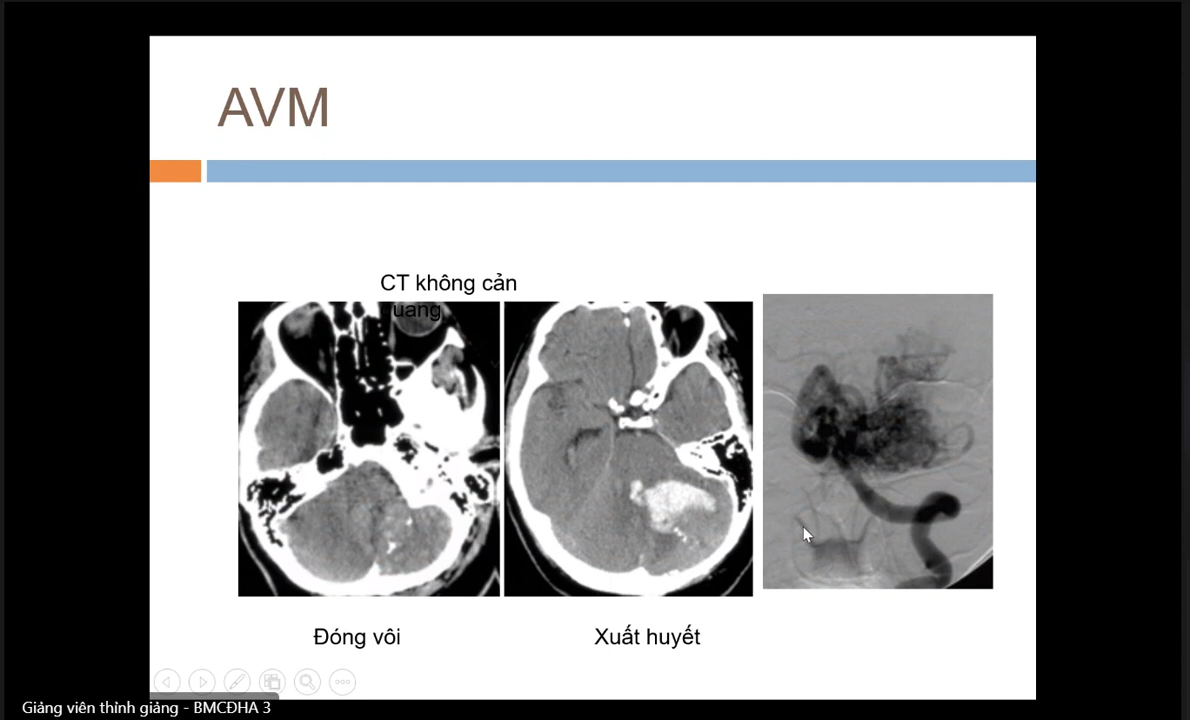 AVM
CT không cản
uang
Đóng vôi
Xuất huyết
Giảng viên thỉnh giảng - BMCĐHA 3